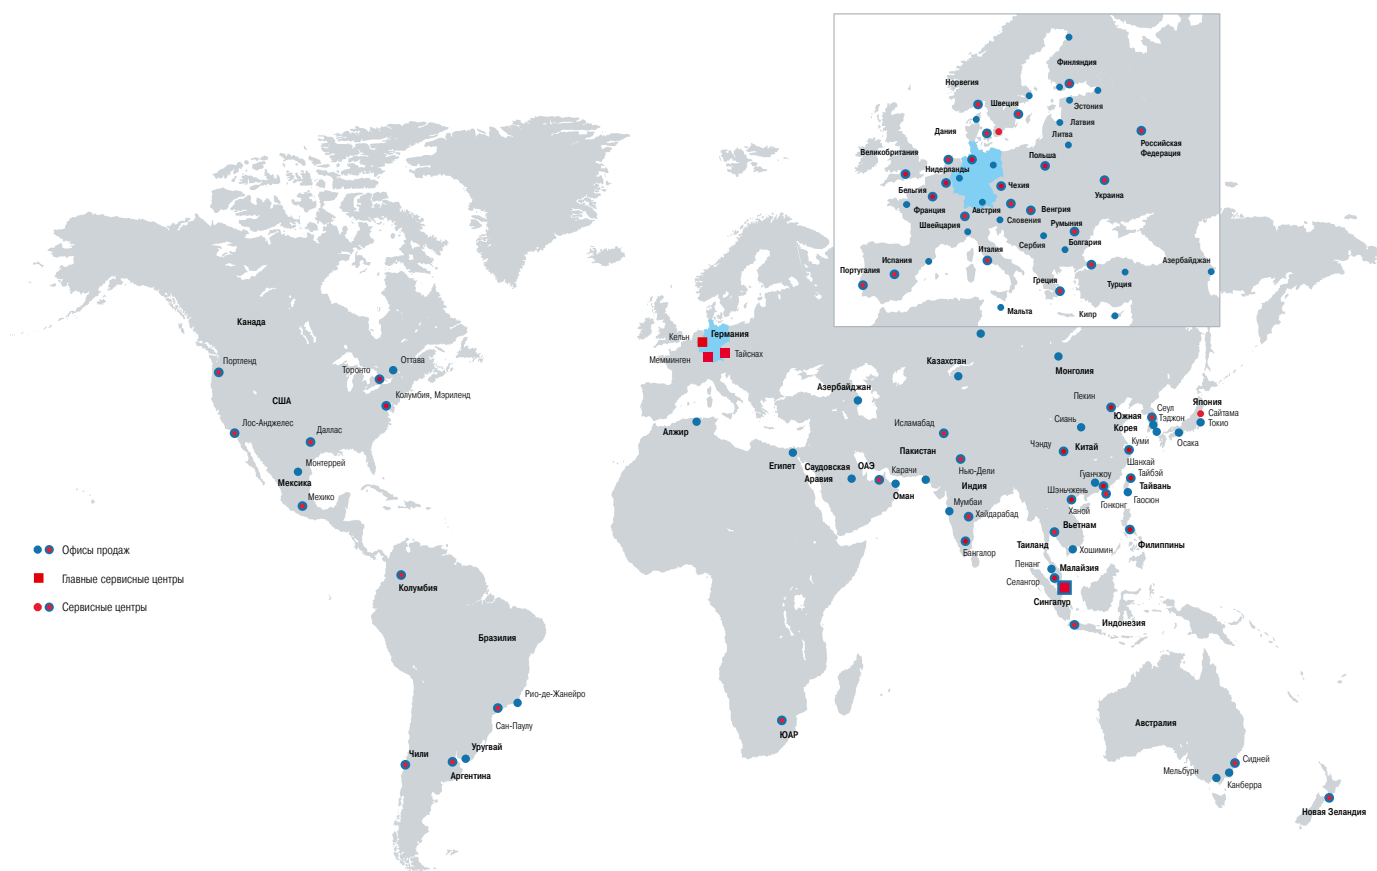 Финляндия
Норвегия
Швеция
Эстония
Латвия
Дания
Литва
Российская
Федерация
Великобритания
Польша
Нидерланды
Чехия
Бельгия
Украина
Франция
Австрия
Венгрия
Словения
Румыния
Швейцария
Сербия
Болгария
Италия
Испания
Азербайджан
Португалия
Греция
Турция
Мальта
Кипр
Канада
Портленд
Оттава
Торонто
США
Колумбия, Мэриленд
Лос-Анджелес
Даллас
Монтеррей
Мексика
Мехико
Офисы продаж
Главные сервисные центры
Сервисные центры
Колумбия
Бразилия
Рио-де-Жанейро
Сан-Паулу
Чили
Уругвай
Аргентина
Кельн
Германия
Мемминген
Тайснах
Алжир
Египет
Азербайджан
Саудовская
Аравия
ОАЭ
Оман
ЮАР
Казахстан
Монголия
Исламабад
Пакистан
Карачи
Нью-Дели
Индия
Мумбаи
Хайдарабад
Бангалор
Пекин
Сиань
Чэнду
Китай
Южная
Корея
Сеул
Тэджон
Куми
Япония
Сайтама
Токио
Осака
Шанхай
Тайбэй
Тайвань
Гаосюн
Гуанчжоу
Шэньчжень
Гонконг
Ханой
Вьетнам
Таиланд
Хошимин
Филиппины
Пенанг
Малайзия
Селангор
Сингапур
Индонезия
Австралия
Сидней
Мельбурн
Канберра
Новая Зеландия